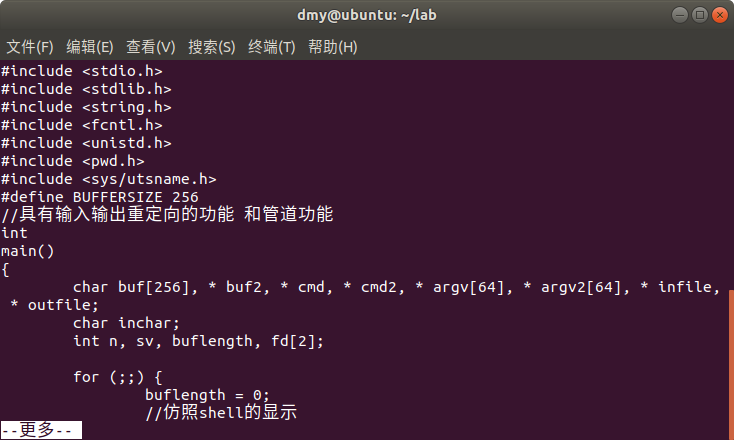 dmy@ubuntu: ~/lab
文件(F) 编辑(E) 查看(V) 搜索(S) 终端(T) 帮助(H)
#include <stdio.h>
#include <stdlib.h>
#include <string.h>
#include <fcntl.h>
#include <unistd.h>
#include <pwd.h>
#include <sys/utsname.h>
#define BUFFERSIZE 256
//具有输入输出重定向的功能 和管道功能
int
main()
{
        char buf[256], * buf2, * cmd, * cmd2, * argv[64], * argv2[64], * infile,
 * outfile;
        char inchar;
        int n, sv, buflength, fd[2];

        for (;;) {
                buflength = 0;
                //仿照shell的显示
--更多--